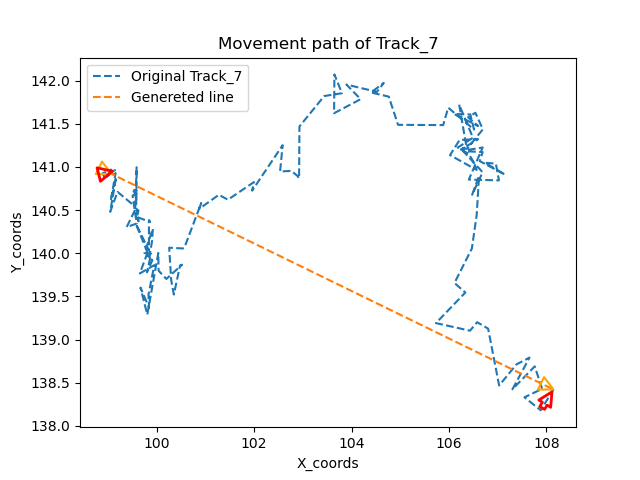 Movement path of Track_7
Original Track_7
Genereted line
Y_coords
142.0
141.5
141.0
140.5
140.0
139.5
139.0
138.5
138.0
100
102
104
106
108
X_coords